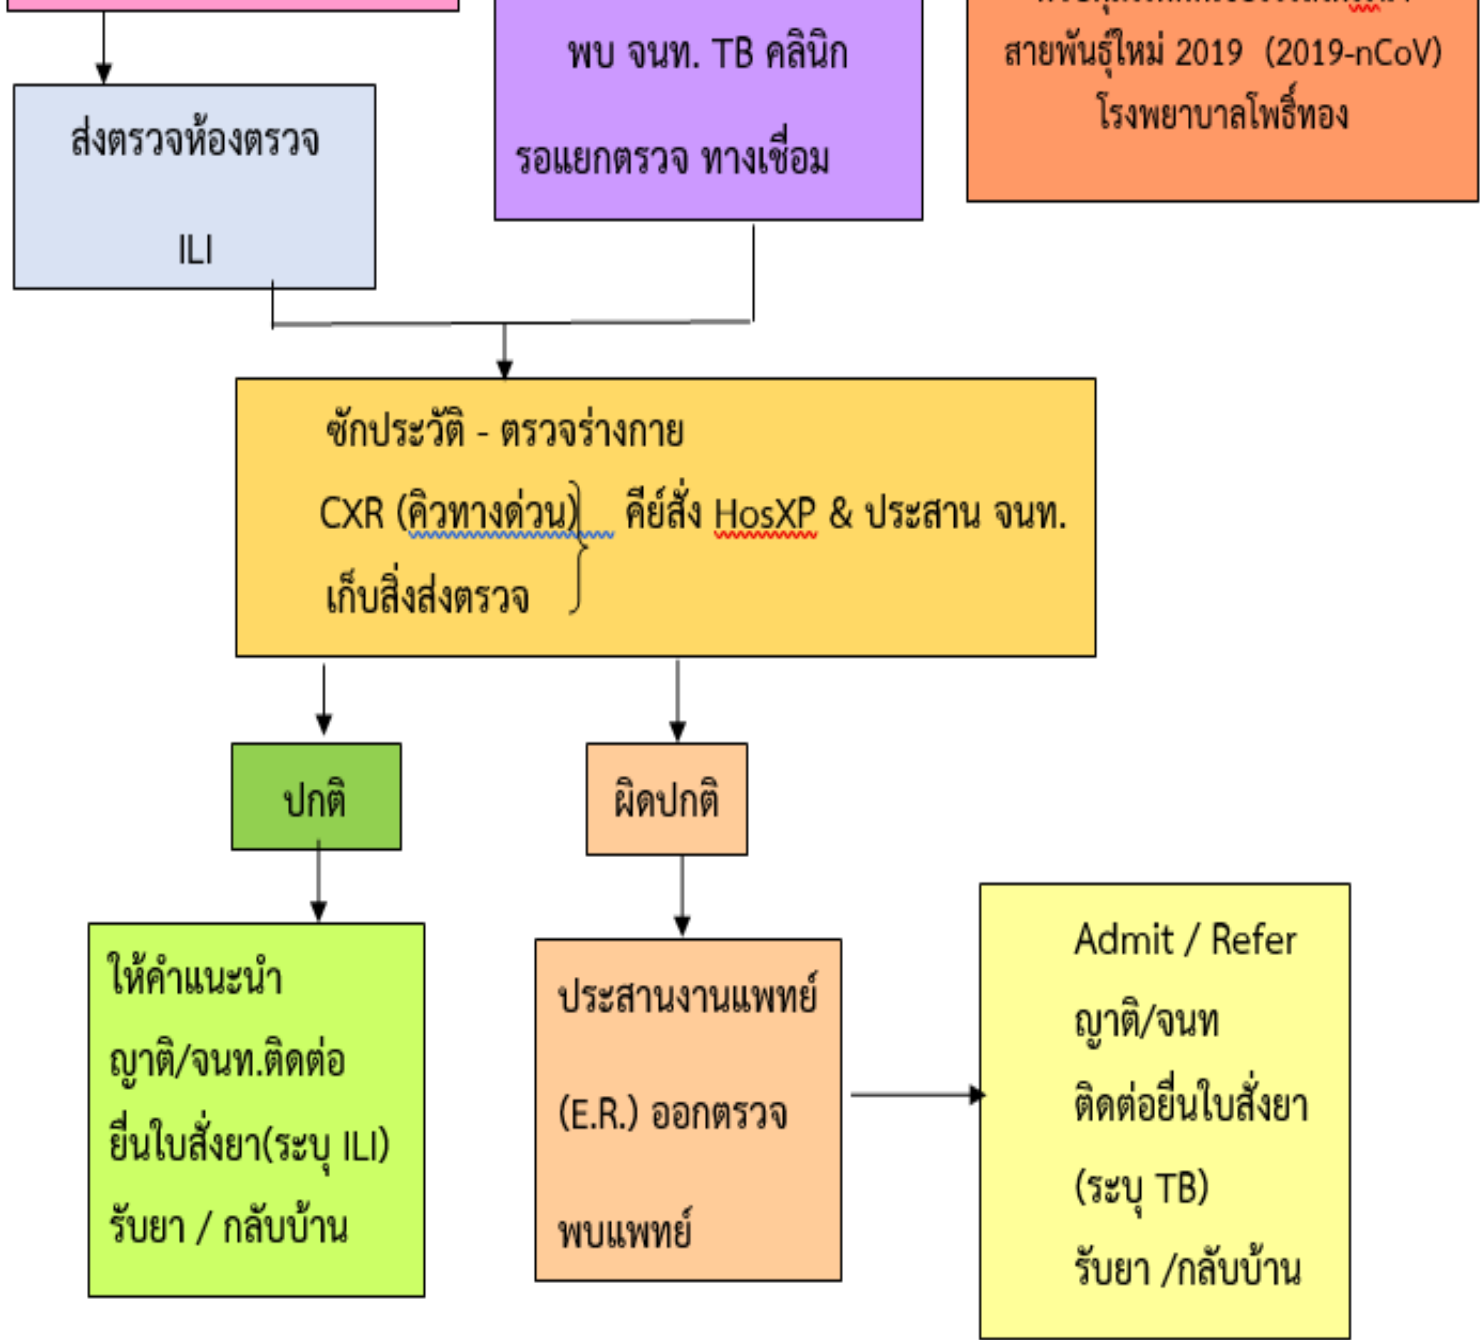 พบ จนท. TB คลินิก
รอแยกตรวจ ทางเชื่อม
สายพันธุ์ใหม่ 2019 (2019-nCoV)
โรงพยาบาลโพธิ์ทอง
ส่งตรวจห้องตรวจ
ILI
ซักประวัติ - ตรวจร่างกาย
CXR (คิวทางด่วน) คีย์สั่ง HosXP & ประสาน จนท.
เก็บสิ่งส่งตรวจ
ปกติ
ผิดปกติ
ให้คำแนะนำ
ญาติ/จนท.ติดต่อ
ยื่นใบสั่งยา(ระบุ ILI)
รับยา / กลับบ้าน
ประสานงานแพทย์
(E.R.) ออกตรวจ
พบแพทย์
Admit / Refer
ญาติ/จนท
ติดต่อยื่นใบสั่งยา
(ระบุ TB)
รับยา /กลับบ้าน